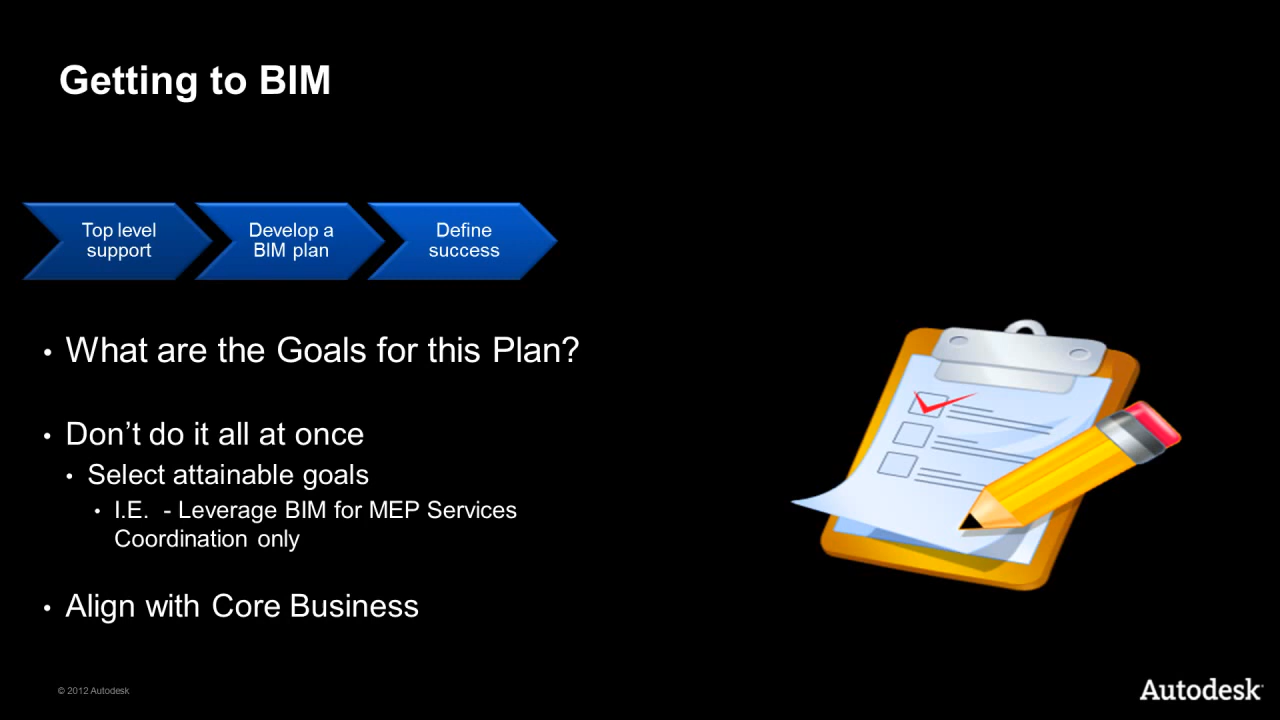 Getting to BIM
Top level
support
Develop a
BIM plan
Define
success
• What are the Goals for this Plan?
• Don't do it all at once
• Select attainable goals
• I.E.  - Leverage BIM for MEP Services
Coordination only
• Align with Core Business
© 2012 Autodesk
Autodesk